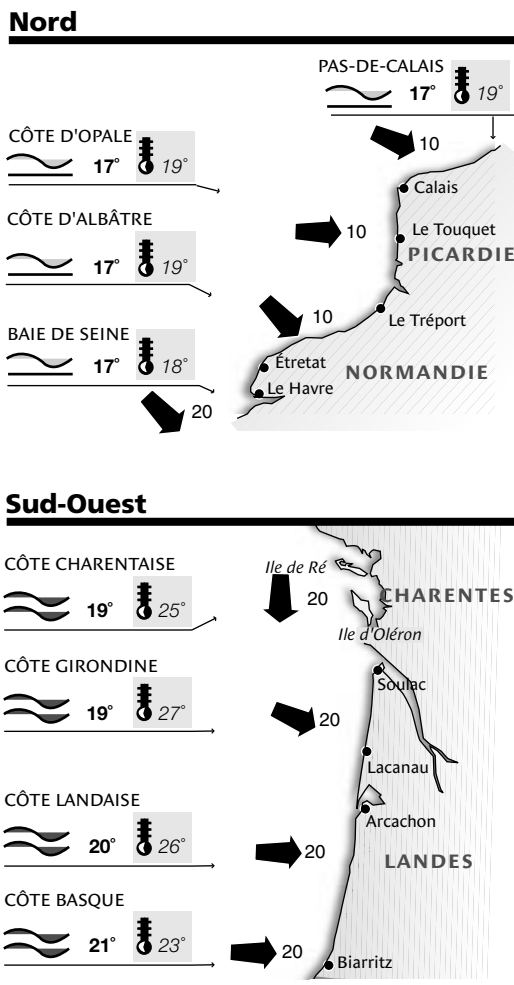 Nord
PAS-DE-CALAIS
17° 19°
10
CÔTE D'OPALE
17° 19°
Calais
CÔTE D'ALBÂTRE
17° 19°
10
Le Touquet
PICARDIE
10
Le Tréport
BAIE DE SEINE
17° 18°
Étretat
NORMANDIE
Le Havre
20
Sud-Ouest
CÔTE CHARENTAISE
19° 25°
Ile de Ré
20
CHARENTES
Ile d'Oléron
CÔTE GIRONDINE
19° 27°
Soulac
20
Lacanau
CÔTE LANDAISE
20° 26°
Arcachon
20
LANDES
CÔTE BASQUE
21° 23°
20
Biarritz